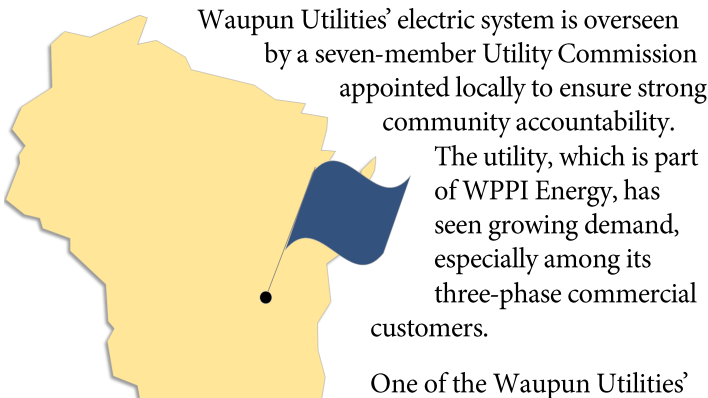 Waupun Utilities’ electric system is overseen
by a seven-member Utility Commission
appointed locally to ensure strong
community accountability.
The utility, which is part
of WPPI Energy, has
seen growing demand,
especially among its
three-phase commercial
customers.
One of the Waupun Utilities’